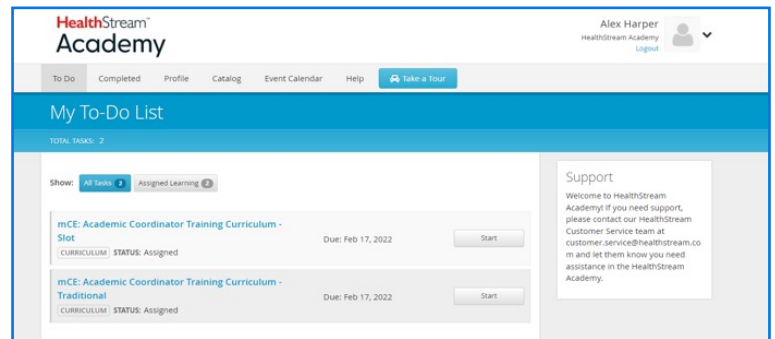 HealthStream™
Academy
Alex Harper
HealthStream Academy
Logout
To Do Completed Profile Catalog Event Calendar Help Take a Tour
My To-Do List
TOTAL TASKS: 2
Show: All Tasks 2 Assigned Learning 2
mCE: Academic Coordinator Training Curriculum -
Slot
CURRICULUM STATUS: Assigned
Due: Feb 17, 2022
Start
mCE: Academic Coordinator Training Curriculum -
Traditional
CURRICULUM STATUS: Assigned
Due: Feb 17, 2022
Start
Support
Welcome to HealthStream
Academy! If you need support,
please contact our HealthStream
Customer Service team at
customer.service@healthstream.co
m and let them know you need
assistance in the HealthStream
Academy.